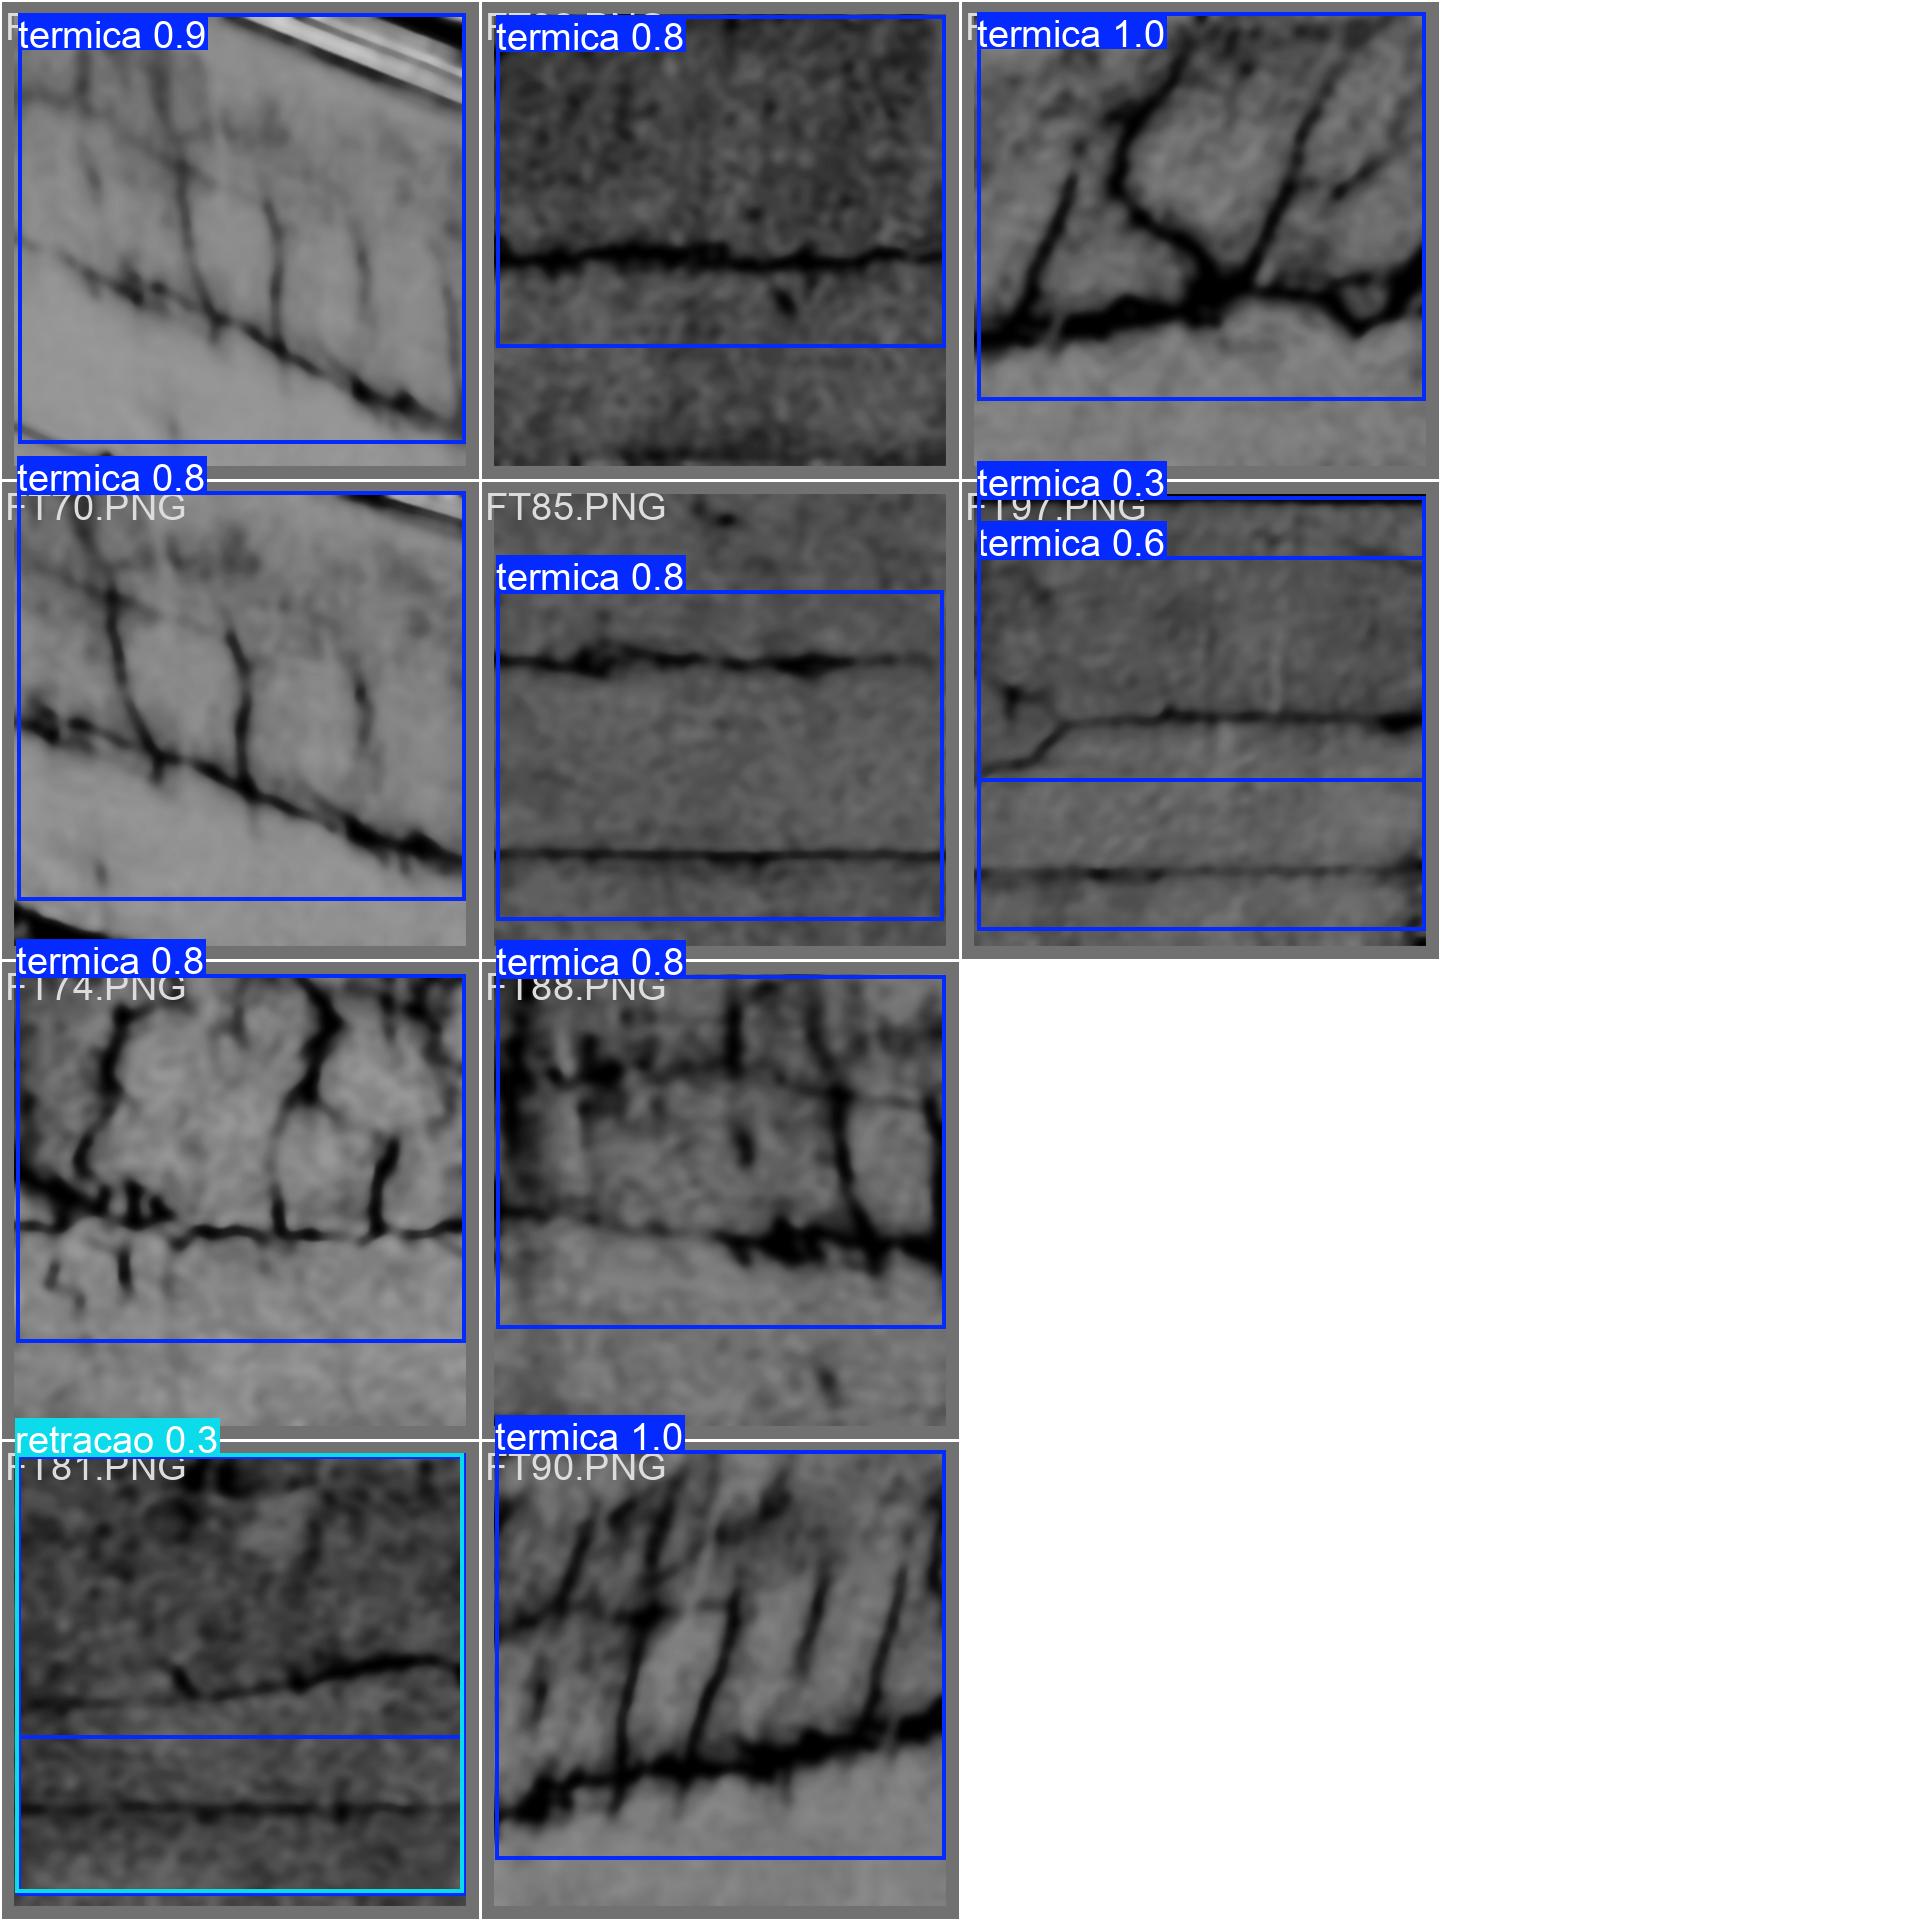 termica 0.9
termica 0.8
termica 1.0
termica 0.8
FT70.PNG
FT85.PNG
termica 0.8
termica 0.3
FT97.PNG
termica 0.6
termica 0.8
FT74.PNG
termica 0.8
FT88.PNG
retracao 0.3
FT81.PNG
termica 1.0
FT90.PNG